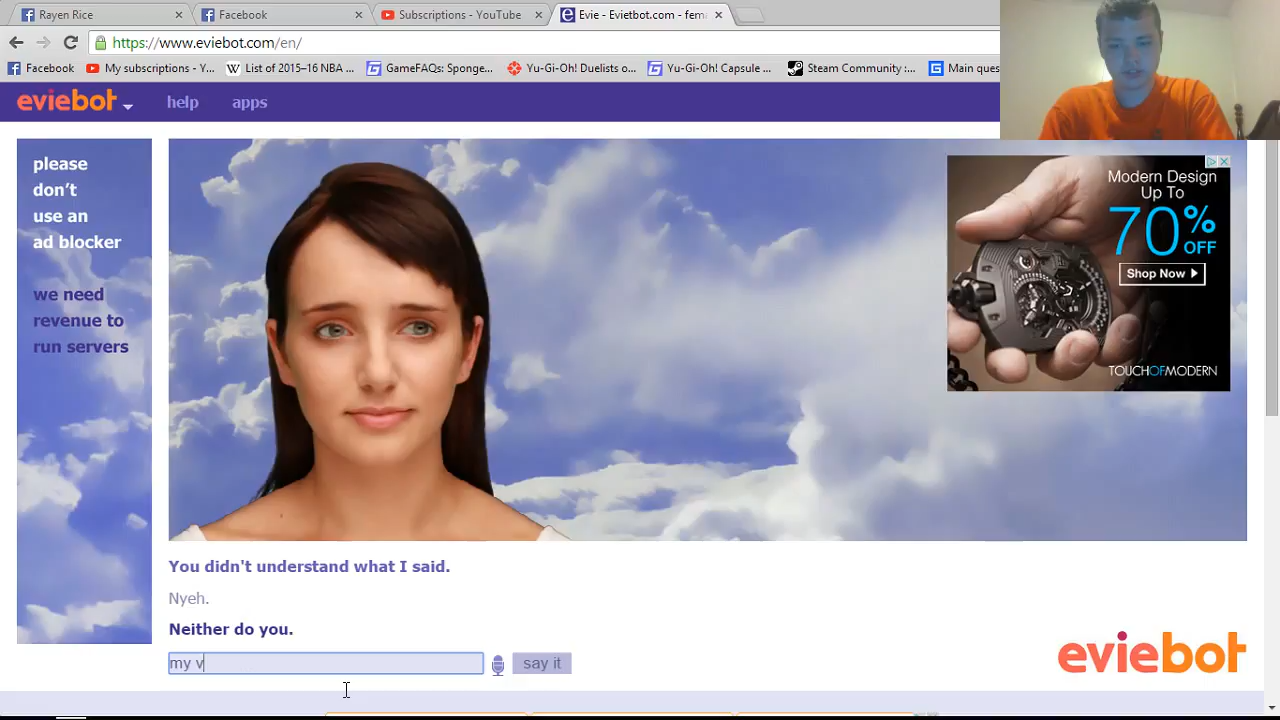 Rayen Rice
Facebook
Subscriptions - YouTube
Evie - Eviebot.com - fem
https://www.eviebot.com/en/
Facebook
My subscriptions - Y...
List of 2015–16 NBA ...
GameFAQs: Sponge...
Yu-Gi-Oh! Duelists o...
Yu-Gi-Oh! Capsule ...
Steam Community :...
Main ques
eviebot
help
apps
please
don't
use an
ad blocker
we need
revenue to
run servers
Modern Design
Up To
70% OFF
Shop Now
TOUCHOFMODERN
You didn't understand what I said.
Nyeh.
Neither do you.
my v
say it
eviebot